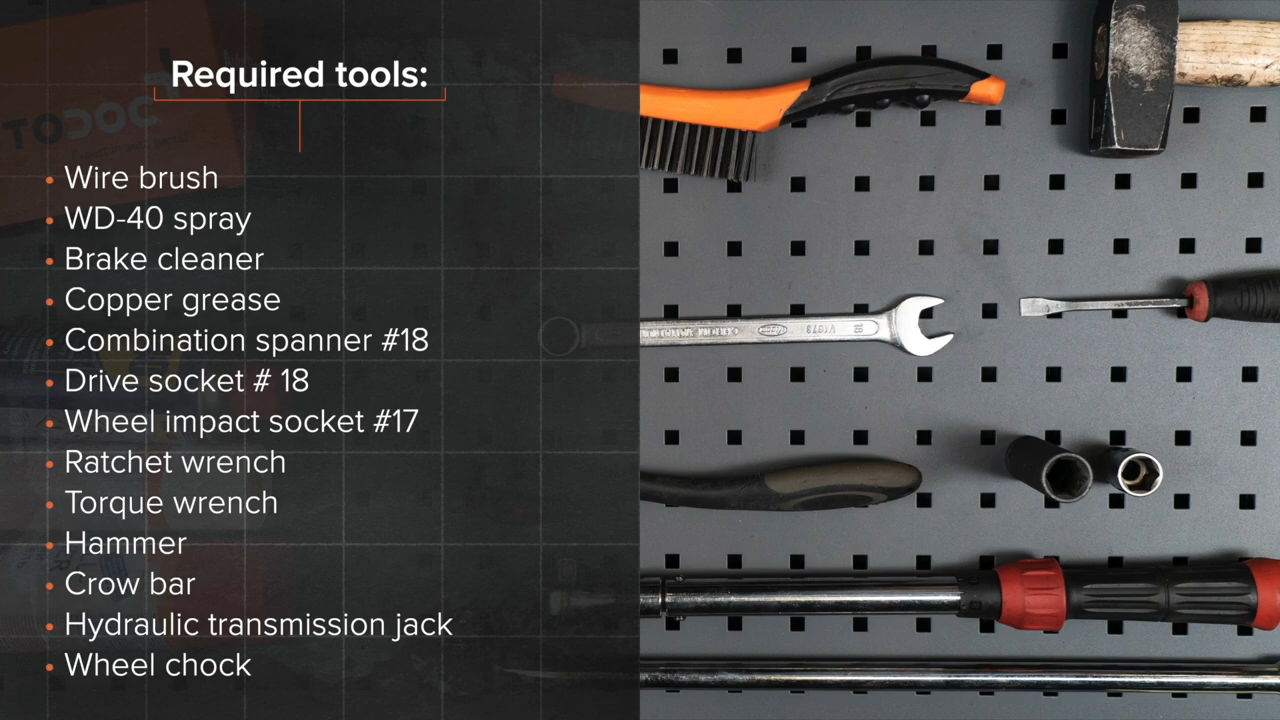 Required tools:
TODOC
Wire brush
WD-40 spray
Brake cleaner
Copper grease
Combination spanner #18
Drive socket # 18
Wheel impact socket #17
Ratchet wrench
Torque wrench
Hammer
Crow bar
Hydraulic transmission jack
Wheel chock